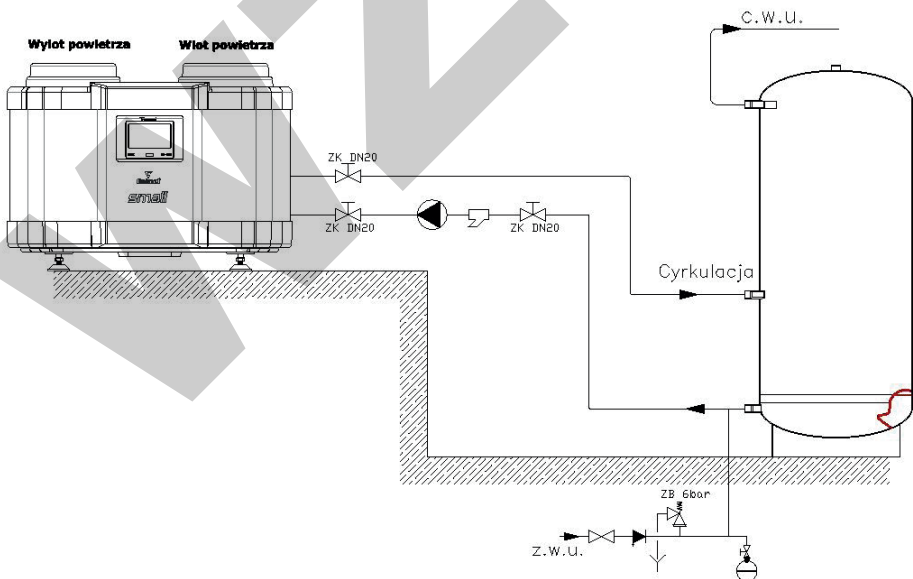 C.W.U.
Wylot powietrza
Wlot powietrza
ZK DN20
small
ZK DN20
ZK DN20
Cyrkulacja
ZB 6bar
Z.W.U.